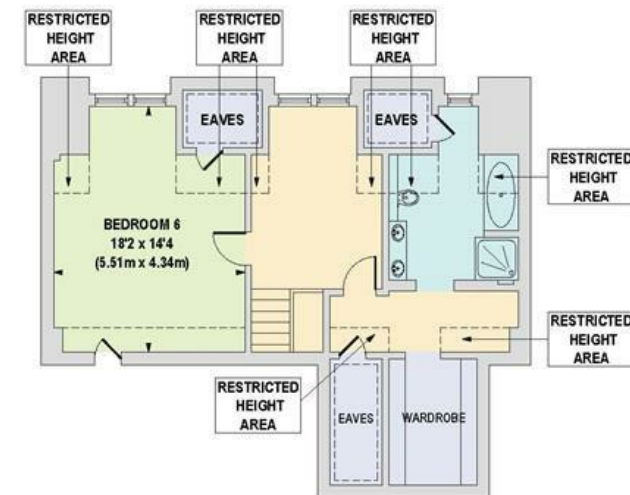 RESTRICTED
HEIGHT
AREA
RESTRICTED
HEIGHT
AREA
RESTRICTED
HEIGHT
AREA
EAVES
EAVES
RESTRICTED
HEIGHT
AREA
BEDROOM 6
18'2 x 14'4
(5.51m x 4.34m)
RESTRICTED
HEIGHT
AREA
RESTRICTED
HEIGHT
AREA
EAVES
WARDROBE